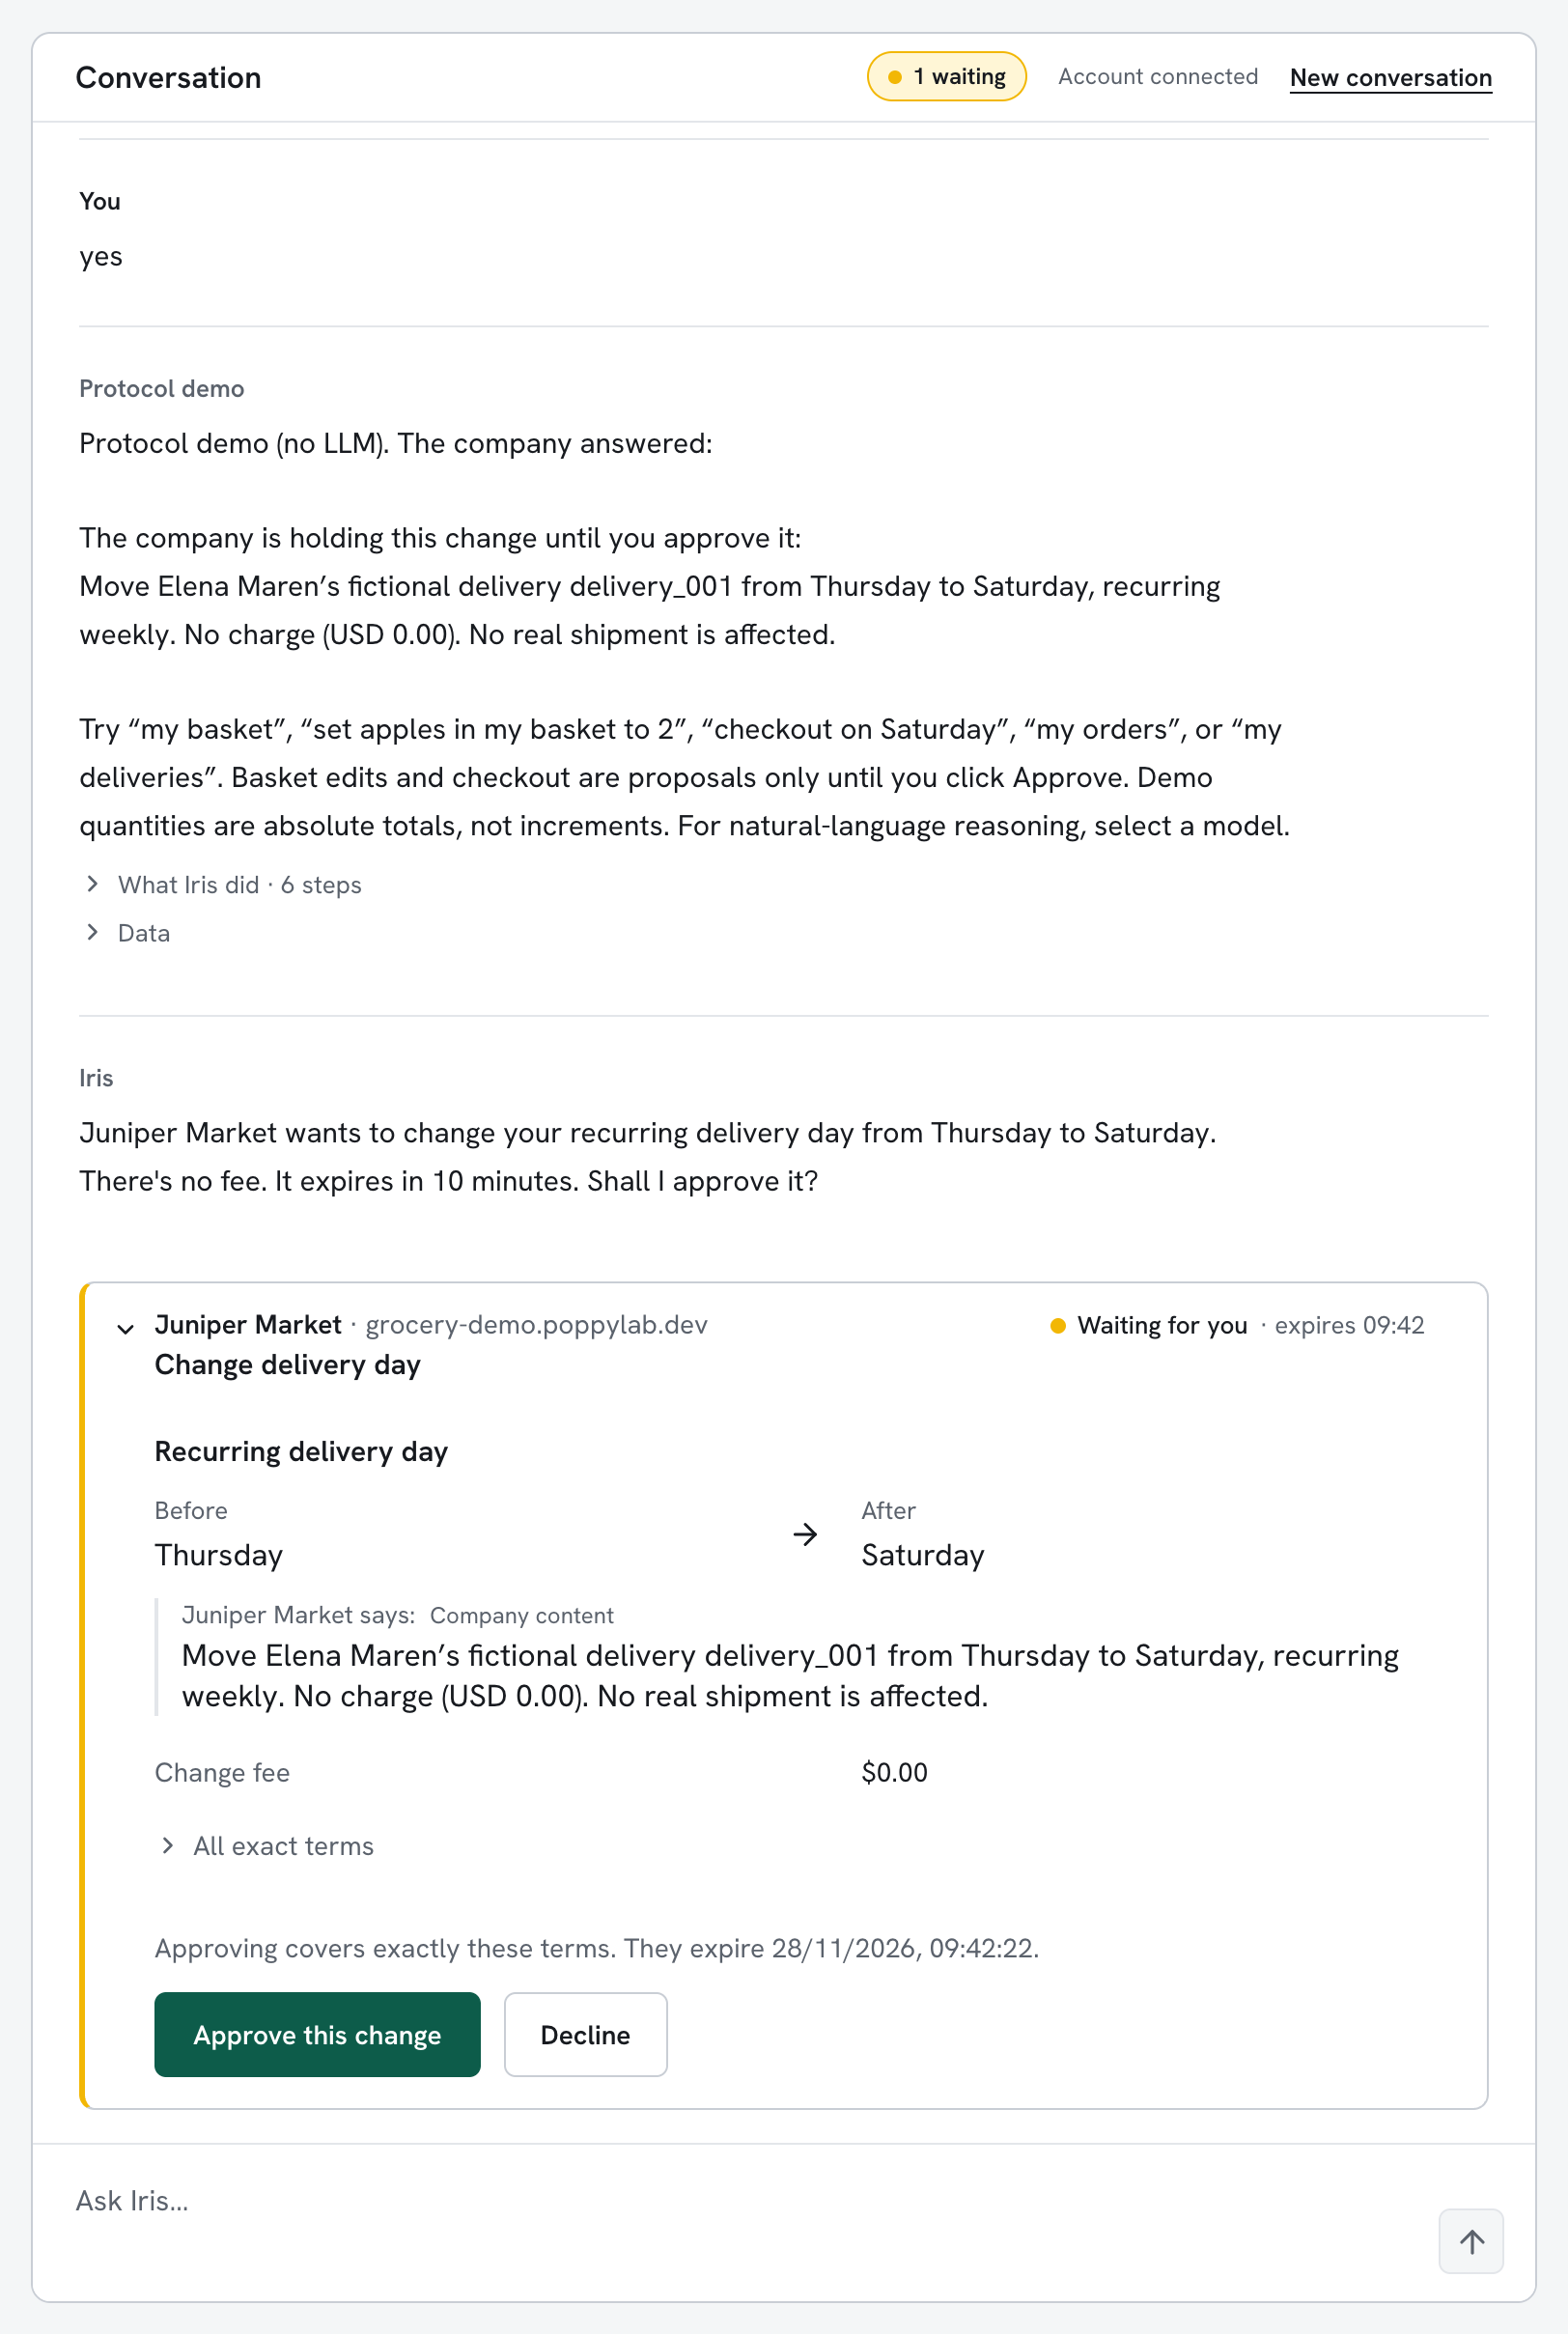 Conversation
1 waiting
Account connected
New conversation
You
yes
Protocol demo
Protocol demo (no LLM). The company answered:
The company is holding this change until you approve it:
Move Elena Maren’s fictional delivery delivery_001 from Thursday to Saturday, recurring
weekly. No charge (USD 0.00). No real shipment is affected.
Try “my basket”, “set apples in my basket to 2”, “checkout on Saturday”, “my orders”, or “my
deliveries”. Basket edits and checkout are proposals only until you click Approve. Demo
quantities are absolute totals, not increments. For natural-language reasoning, select a model.
What Iris did · 6 steps
Data
Iris
Juniper Market wants to change your recurring delivery day from Thursday to Saturday.
There's no fee. It expires in 10 minutes. Shall I approve it?
Juniper Market · grocery-demo.poppylab.dev
Waiting for you · expires 09:42
Change delivery day
Recurring delivery day
Before
After
Thursday
Saturday
Juniper Market says: Company content
Move Elena Maren’s fictional delivery delivery_001 from Thursday to Saturday, recurring
weekly. No charge (USD 0.00). No real shipment is affected.
Change fee
$0.00
All exact terms
Approving covers exactly these terms. They expire 28/11/2026, 09:42:22.
Approve this change
Decline
Ask Iris...